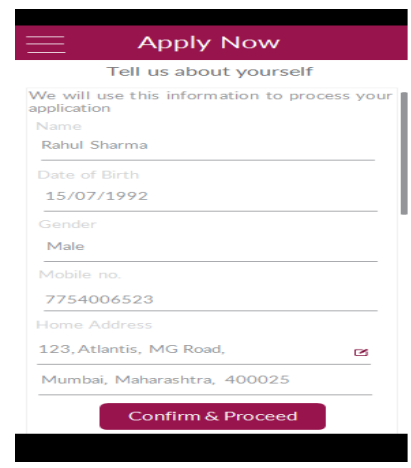 Apply Now
Tell us about yourself
We will use this information to process your
application
Name
Rahul Sharma
Date of Birth
15/07/1992
Gender
Male
Mobile no.
7754006523
Home Address
123, Atlantis, MG Road,
Mumbai, Maharashtra, 400025
Confirm & Proceed